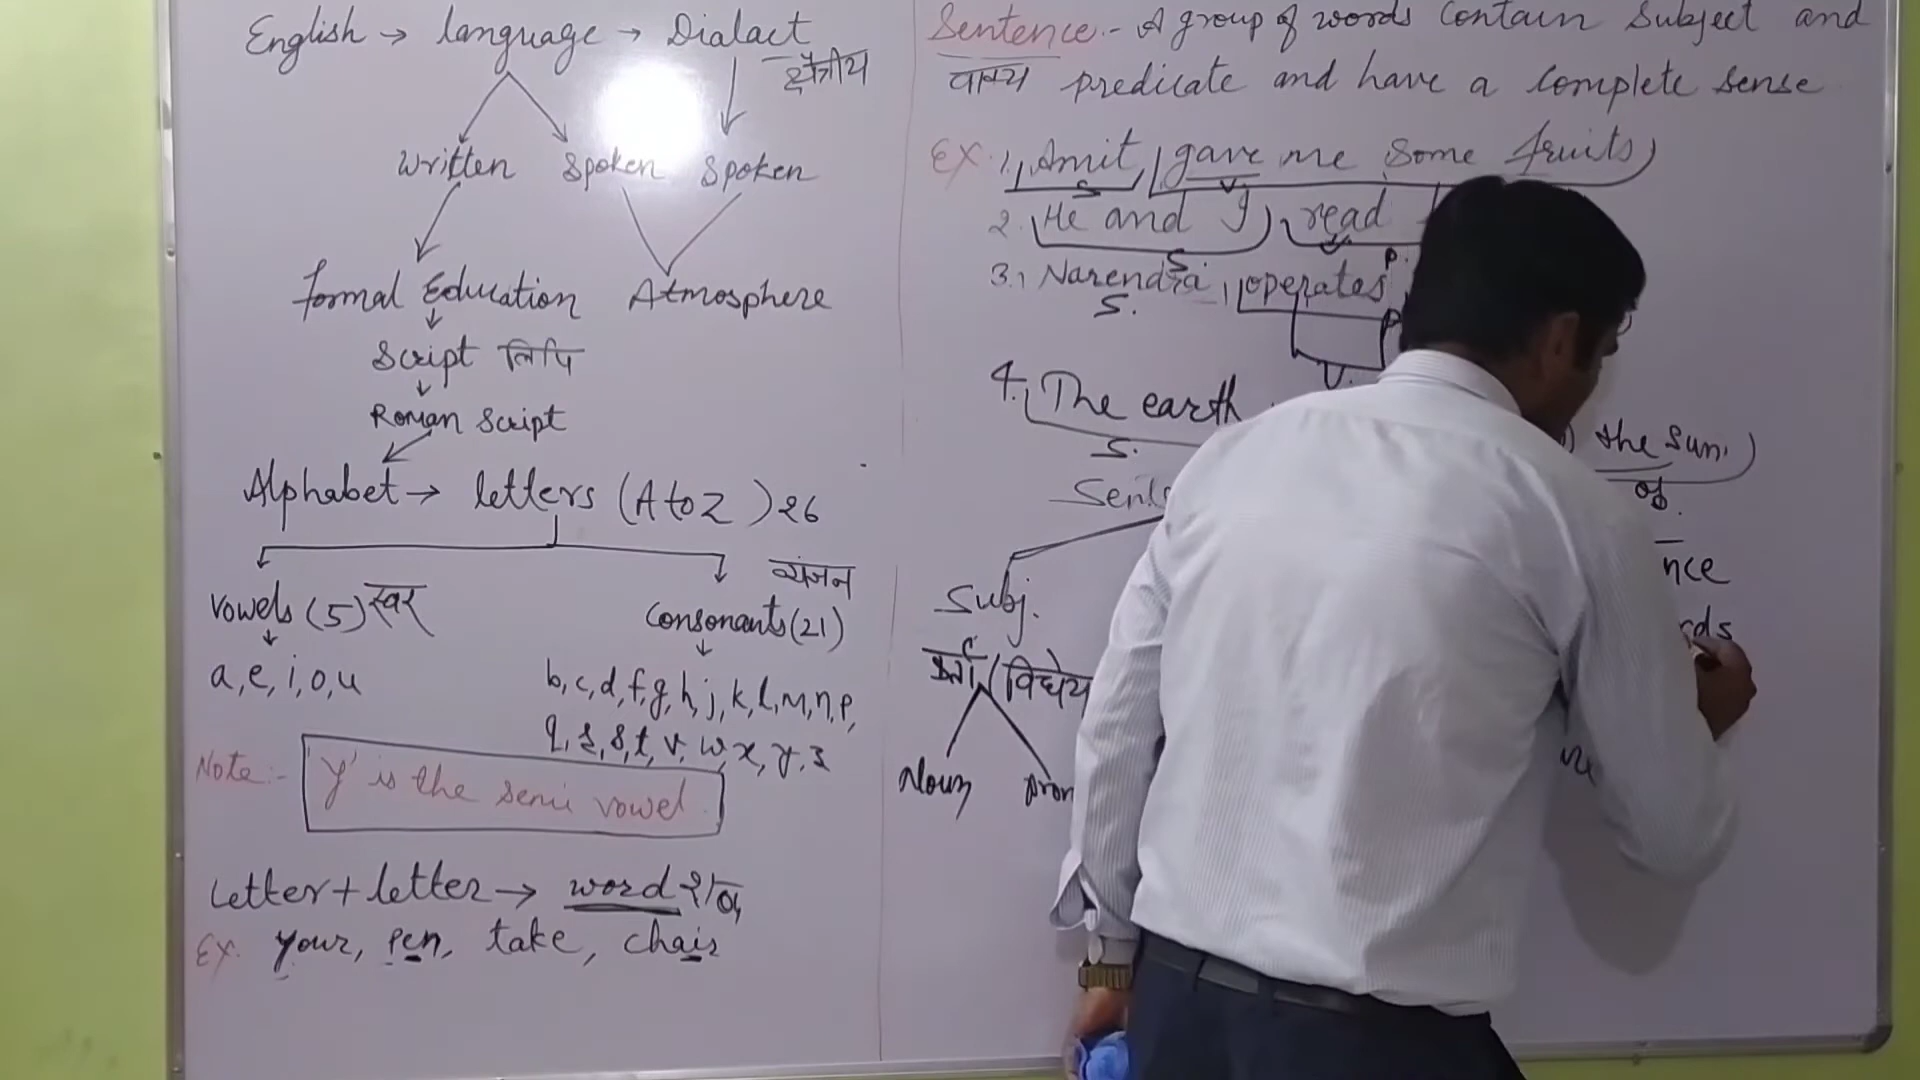 English → language → Dialact
क्षेत्रीय
Written Spoken Spoken
Formal Education Atmosphere
Script लिपि
Roman Script
Alphabet → letters (A to Z) 26
Vowels (5) स्वर
व्यंजन
Consonants (21)
a, e, i, o, u
b, c, d, f, g, h, j, k, l, m, n, p,
q, r, s, t, v, w, x, y, z
Note:- 'y' is the semi vowel.
Letter + letter → word शब्द
Ex. your, pen, take, chair
Sentence:- A group of words contain Subject and
वाक्य predicate and have a complete sense
Ex. 1. Amit gave me some fruits
S V
2. He and I read
S V P.
3. Narendra operates
S. P
V.
4. The earth the Sun.
S. ob.
Subj.
कर्ता / विधेय
Noun